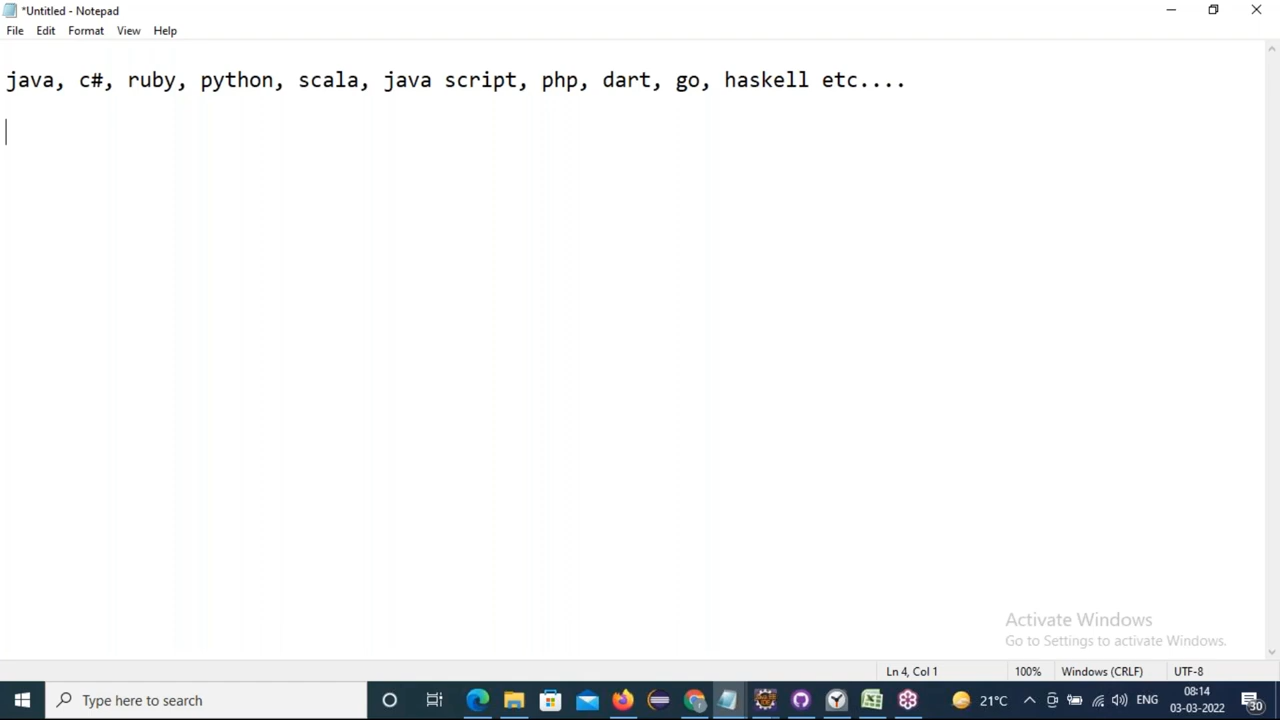 *Untitled - Notepad
File Edit Format View Help
java, c#, ruby, python, scala, java script, php, dart, go, haskell etc....
Activate Windows
Go to Settings to activate Windows.
Ln 4, Col 1 100% Windows (CRLF) UTF-8
Type here to search
21°C
ENG
08:14
03-03-2022
30